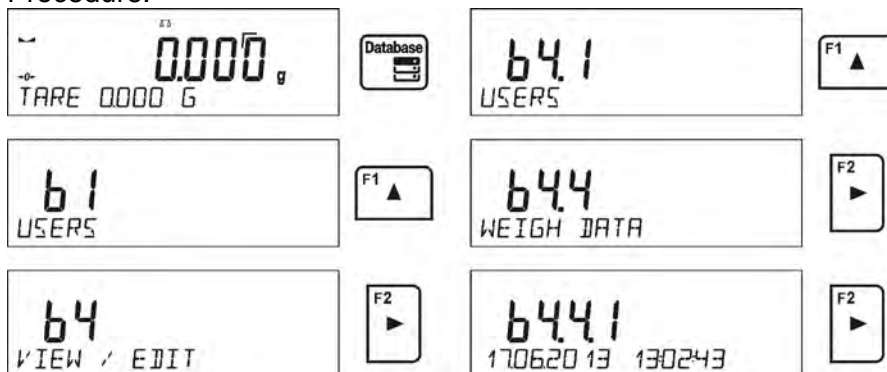 Procedure:
0.000 g
TARE 0.000 G
Database
b4.1
USERS
F1
b1
USERS
F1
b4.4
WEIGH DATA
F2
b4
VIEW / EDIT
F2
b4.4.1
17.06.2013 13:02:43
F2